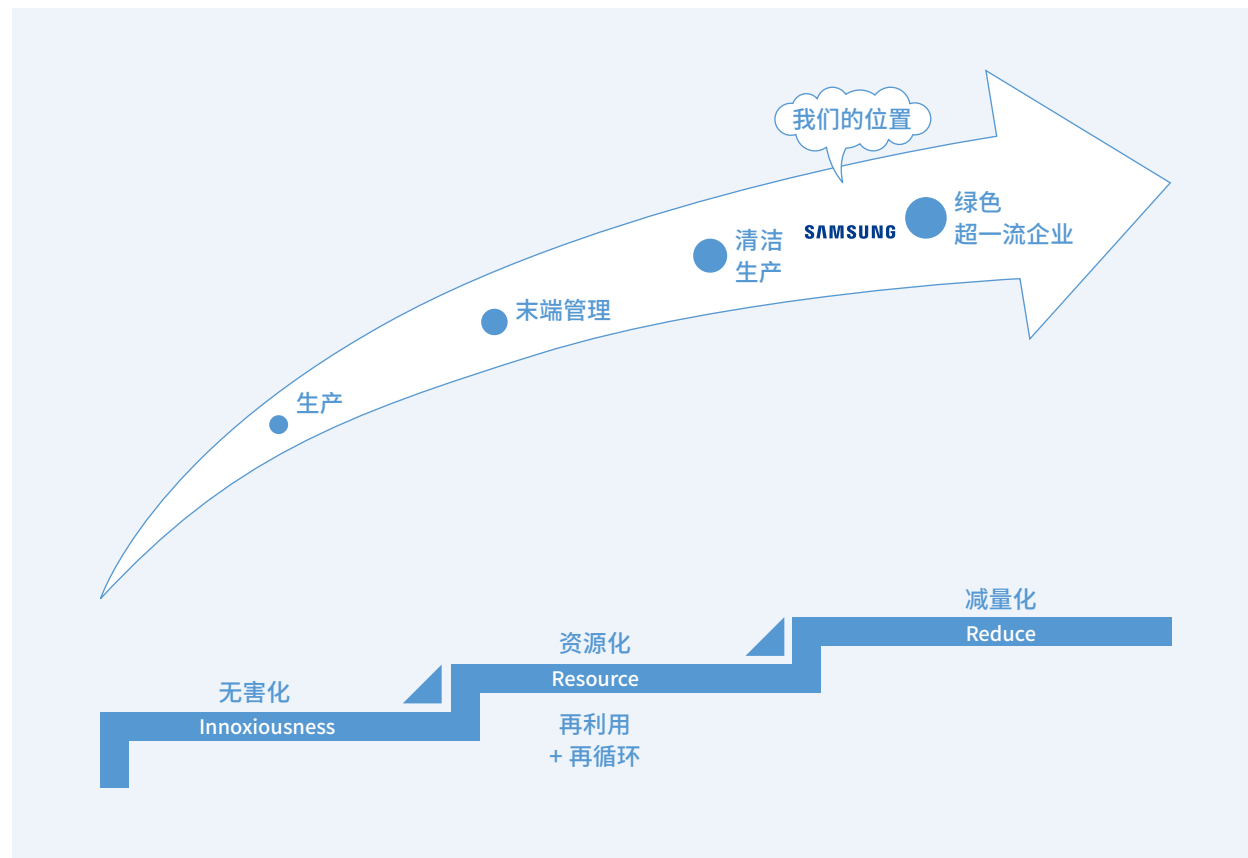 我们的位置
绿色
超一流企业
SAMSUNG
清洁
生产
末端管理
生产
减量化
Reduce
资源化
Resource
再利用
+ 再循环
无害化
Innoxiousness